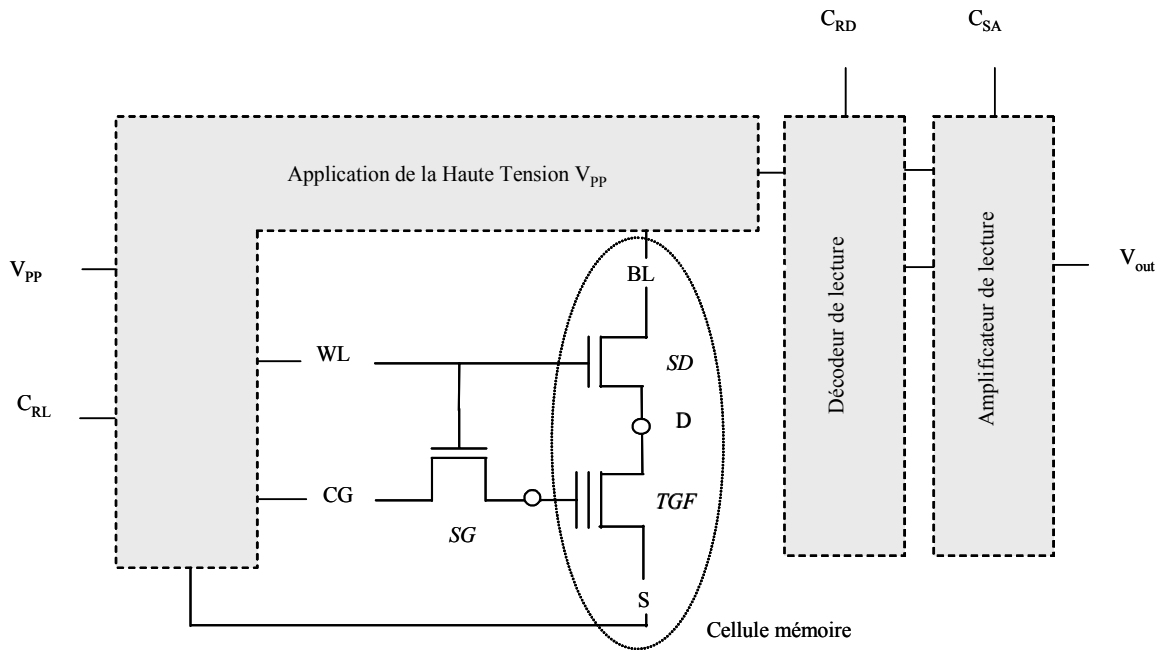 C_RD
C_SA
Application de la Haute Tension V_PP
Décodeur de lecture
Amplificateur de lecture
V_PP
BL
V_out
WL
SD
C_RL
D
CG
TGF
SG
S
Cellule mémoire